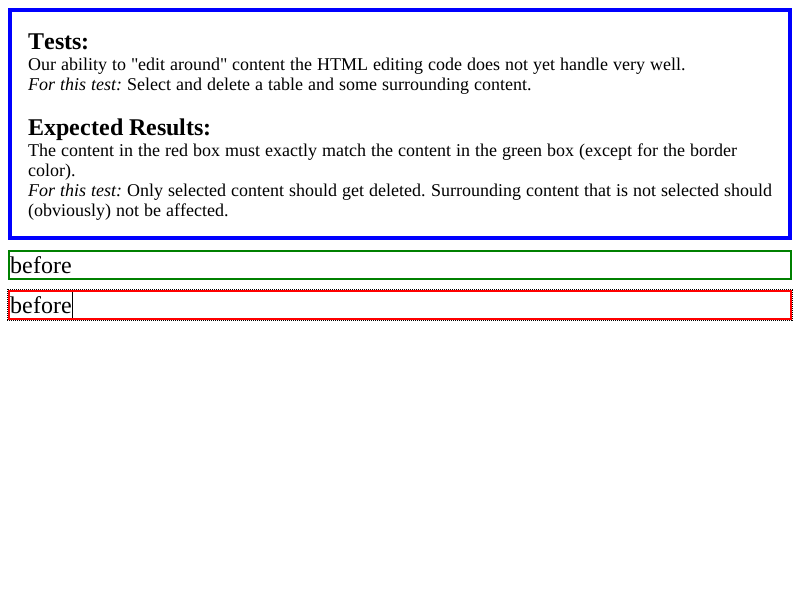 Tests:
Our ability to "edit around" content the HTML editing code does not yet handle very well.
For this test: Select and delete a table and some surrounding content.
Expected Results:
The content in the red box must exactly match the content in the green box (except for the border
color).
For this test: Only selected content should get deleted. Surrounding content that is not selected should
(obviously) not be affected.
before
before